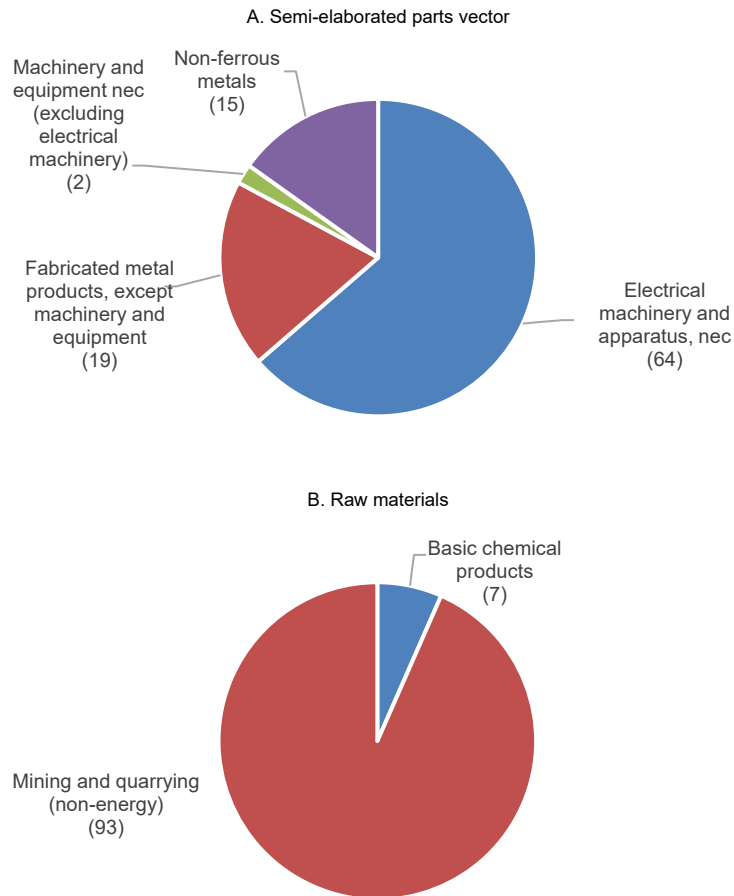 A. Semi-elaborated parts vector
Machinery and
equipment nec
(excluding
electrical
machinery)
(2)
Non-ferrous
metals
(15)
Fabricated metal
products, except
machinery and
equipment
(19)
Electrical
machinery and
apparatus, nec
(64)
B. Raw materials
Basic chemical
products
(7)
Mining and quarrying
(non-energy)
(93)